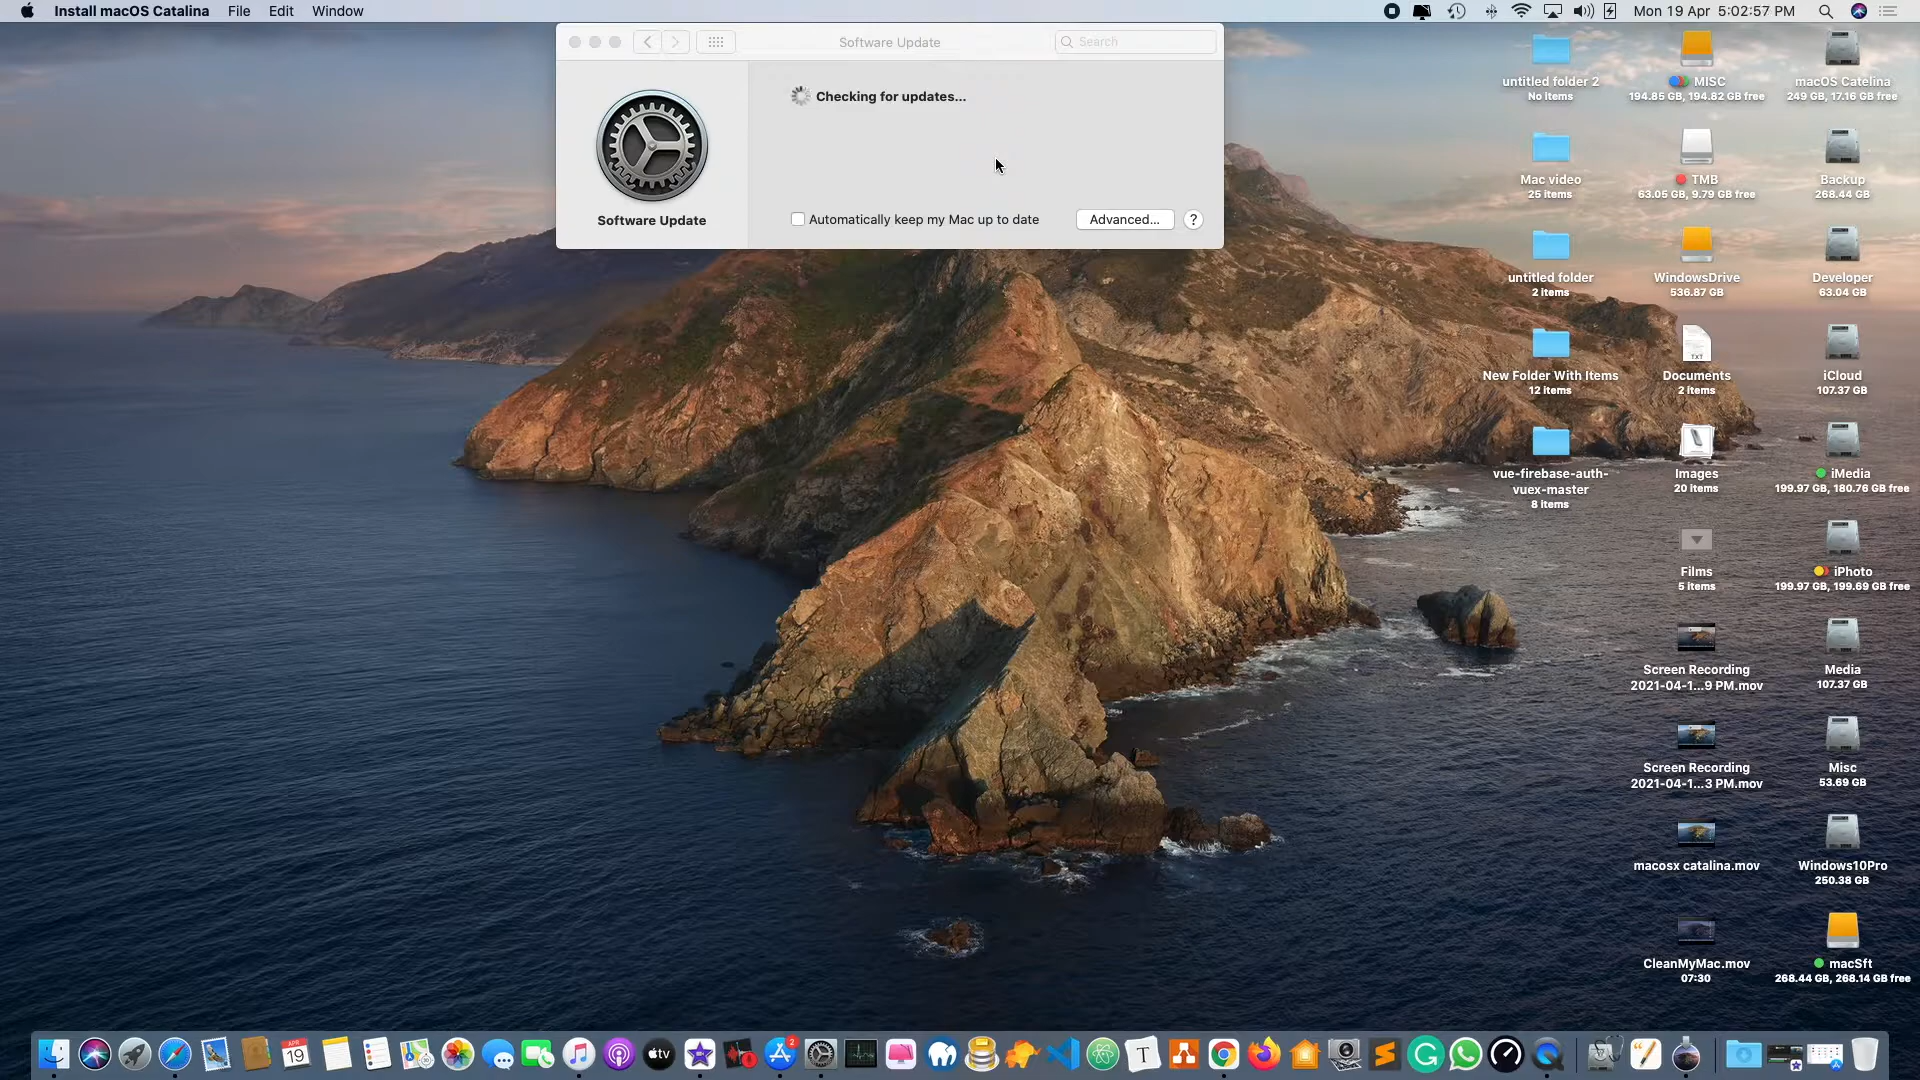 Install macOS Catalina File Edit Window
Mon 19 Apr 5:02:57 PM
Software Update
Search
Checking for updates...
Software Update
Automatically keep my Mac up to date
Advanced...
?
untitled folder 2
No items
MISC
194.85 GB, 194.82 GB free
macOS Catelina
249 GB, 17.16 GB free
Mac video
25 items
TMB
63.05 GB, 9.79 GB free
Backup
268.44 GB
untitled folder
2 items
WindowsDrive
536.87 GB
Developer
63.04 GB
New Folder With Items
12 items
TXT
Documents
2 items
iCloud
107.37 GB
vue-firebase-auth-
vuex-master
8 items
Images
20 items
iMedia
199.97 GB, 180.76 GB free
Films
5 items
iPhoto
199.97 GB, 199.69 GB free
Screen Recording
2021-04-1...9 PM.mov
Media
107.37 GB
Screen Recording
2021-04-1...3 PM.mov
Misc
53.69 GB
macosx catalina.mov
Windows10Pro
250.38 GB
CleanMyMac.mov
07:30
macSft
268.44 GB, 268.14 GB free
APR
19
tv
2
T